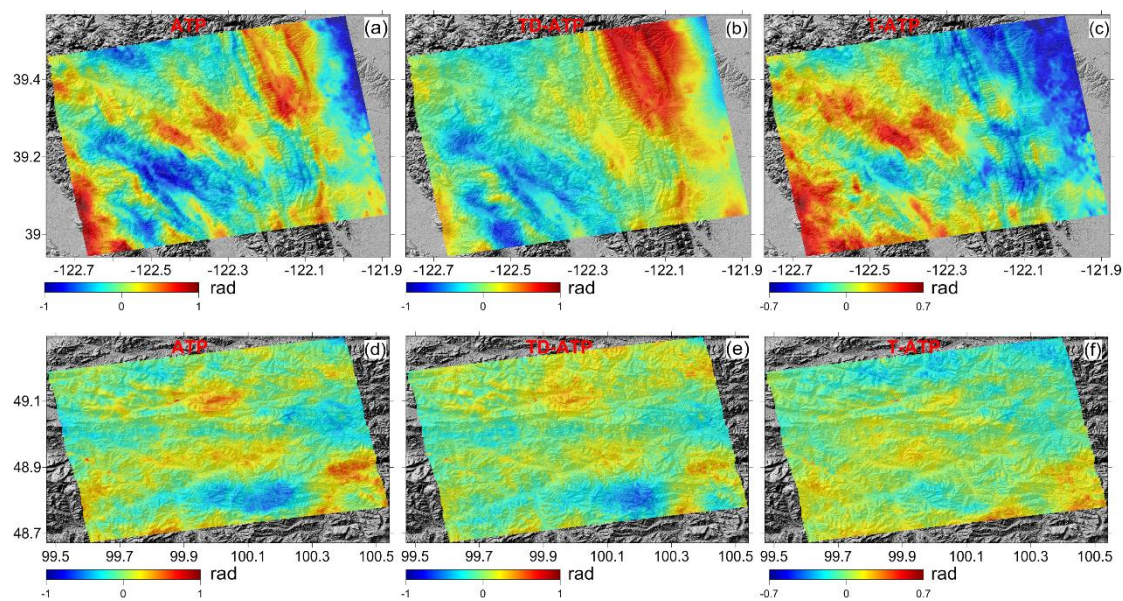 ATP (a)
TD-ATP (b)
T-ATP (c)
39.4
39.2
39
-122.7 -122.5 -122.3 -122.1 -121.9
-122.7 -122.5 -122.3 -122.1 -121.9
-122.7 -122.5 -122.3 -122.1 -121.9
-1 0 1 rad
-1 0 1 rad
-0.7 0 0.7 rad
ATP (d)
TD-ATP (e)
T-ATP (f)
49.1
48.9
48.7
99.5 99.7 99.9 100.1 100.3 100.5
99.5 99.7 99.9 100.1 100.3 100.5
99.5 99.7 99.9 100.1 100.3 100.5
-1 0 1 rad
-1 0 1 rad
-0.7 0 0.7 rad